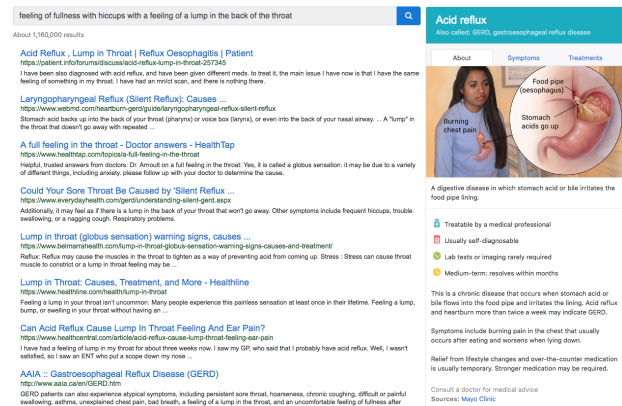 feeling of fullness with hiccups with a feeling of a lump in the back of the throat
About 1,160,000 results
Acid Reflux , Lump in Throat | Reflux Oesophagitis | Patient
https://patient.info/forums/discuss/acid-reflux-lump-in-throat-257345
I have been also diagnosed with acid reflux, and have been given different meds. to treat it, the main issue I have now is that I have the same
feeling of something in my throat. I have had an mri/ct scan, and there is nothing there.
Laryngopharyngeal Reflux (Silent Reflux): Causes ...
https://www.webmd.com/heartburn-gerd/guide/laryngopharyngeal-reflux-silent-reflux
Stomach acid backs up into the back of your throat (pharynx) or voice box (larynx), or even into the back of your nasal airway. ... A "lump" in
the throat that doesn't go away with repeated ...
A full feeling in the throat - Doctor answers - HealthTap
https://www.healthtap.com/topics/a-full-feeling-in-the-throat
Helpful, trusted answers from doctors: Dr. Arnoult on a full feeling in the throat: Yes, it is called a globus sensation. it may be due to a variety
of different things, including anxiety. please follow up with your doctor to determine the cause.
Could Your Sore Throat Be Caused by 'Silent Reflux ...
https://www.everydayhealth.com/gerd/understanding-silent-gerd.aspx
Additionally, it may feel as if there is a lump in the back of your throat that won't go away. Other symptoms include frequent hiccups, trouble
swallowing, or a nagging cough. Respiratory problems.
Lump in throat (globus sensation) warning signs, causes ...
https://www.belmarrahealth.com/lump-in-throat-globus-sensation-warning-signs-causes-and-treatment/
Reflux: Reflux may cause the muscles in the throat to tighten as a way of preventing acid from coming up. Stress : Stress can cause throat
muscle to constrict or a lump in throat feeling may be ...
Lump in Throat: Causes, Treatment, and More - Healthline
https://www.healthline.com/health/lump-in-throat
Feeling a lump in your throat isn't uncommon. Many people experience this painless sensation at least once in their lifetime. Feeling a lump,
bump, or swelling in your throat without having an ...
Can Acid Reflux Cause Lump In Throat Feeling And Ear Pain?
https://www.healthcentral.com/article/acid-reflux-cause-lump-throat-feeling-ear-pain
I have had a feeling of lump in my throat for about three weeks now. I saw my GP, who said that I probably have acid reflux. Well, I wasn't
satisfied, so I saw an ENT who put a scope down my nose ...
AAIA :: Gastroesophageal Reflux Disease (GERD)
http://www.aaia.ca/en/GERD.htm
GERD patients can also experience atypical symptoms, including persistent sore throat, hoarseness, chronic coughing, difficult or painful
swallowing, asthma, unexplained chest pain, bad breath, a feeling of a lump in the throat, and an uncomfortable feeling of fullness after
Acid reflux
Also called: GERD, gastroesophageal reflux disease
About Symptoms Treatments
Food pipe
(oesophagus)
Burning
chest pain
Stomach
acids go up
A digestive disease in which stomach acid or bile irritates the
food pipe lining.
Treatable by a medical professional
Usually self-diagnosable
Lab tests or imaging rarely required
Medium-term: resolves within months
This is a chronic disease that occurs when stomach acid or
bile flows into the food pipe and irritates the lining. Acid reflux
and heartburn more than twice a week may indicate GERD.
Symptoms include burning pain in the chest that usually
occurs after eating and worsens when lying down.
Relief from lifestyle changes and over-the-counter medication
is usually temporary. Stronger medication may be required.
Consult a doctor for medical advice
Sources: Mayo Clinic